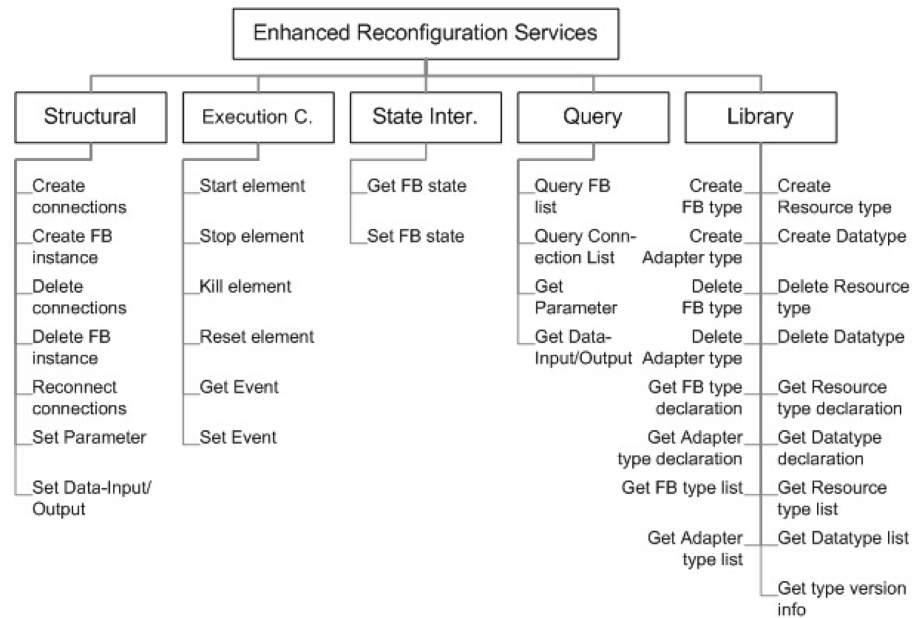 Enhanced Reconfiguration Services
Structural
Create
connections
Create FB
instance
Delete
connections
Delete FB
instance
Reconnect
connections
Set Parameter
Set Data-Input/
Output
Execution C.
Start element
Stop element
Kill element
Reset element
Get Event
Set Event
State Inter.
Get FB state
Set FB state
Query
Query FB
list
Query Conn-
ection List
Get
Parameter
Get Data-
Input/Output
Library
Create
FB type
Create
Adapter type
Delete
FB type
Delete
Adapter type
Get FB type
declaration
Get Adapter
type declaration
Get FB type list
Get Adapter
type list
Create
Resource type
Create Datatype
Delete Resource
type
Delete Datatype
Get Resource
type declaration
Get Datatype
declaration
Get Resource
type list
Get Datatype list
Get type version
info